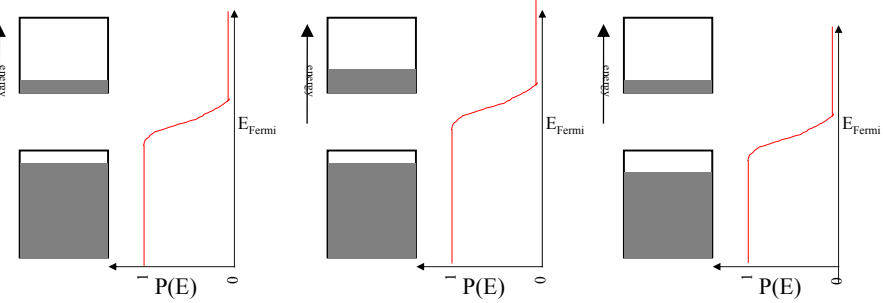 energy
E_Fermi
1
P(E)
0
energy
E_Fermi
1
P(E)
0
energy
E_Fermi
1
P(E)
0